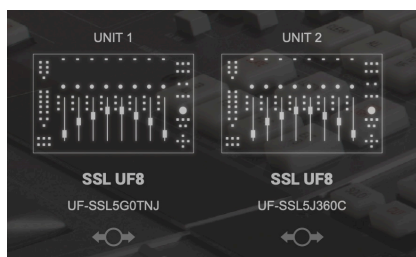 UNIT 1
UNIT 2
SSL UF8
SSL UF8
UF-SSL5G0TNJ
UF-SSL5J360C